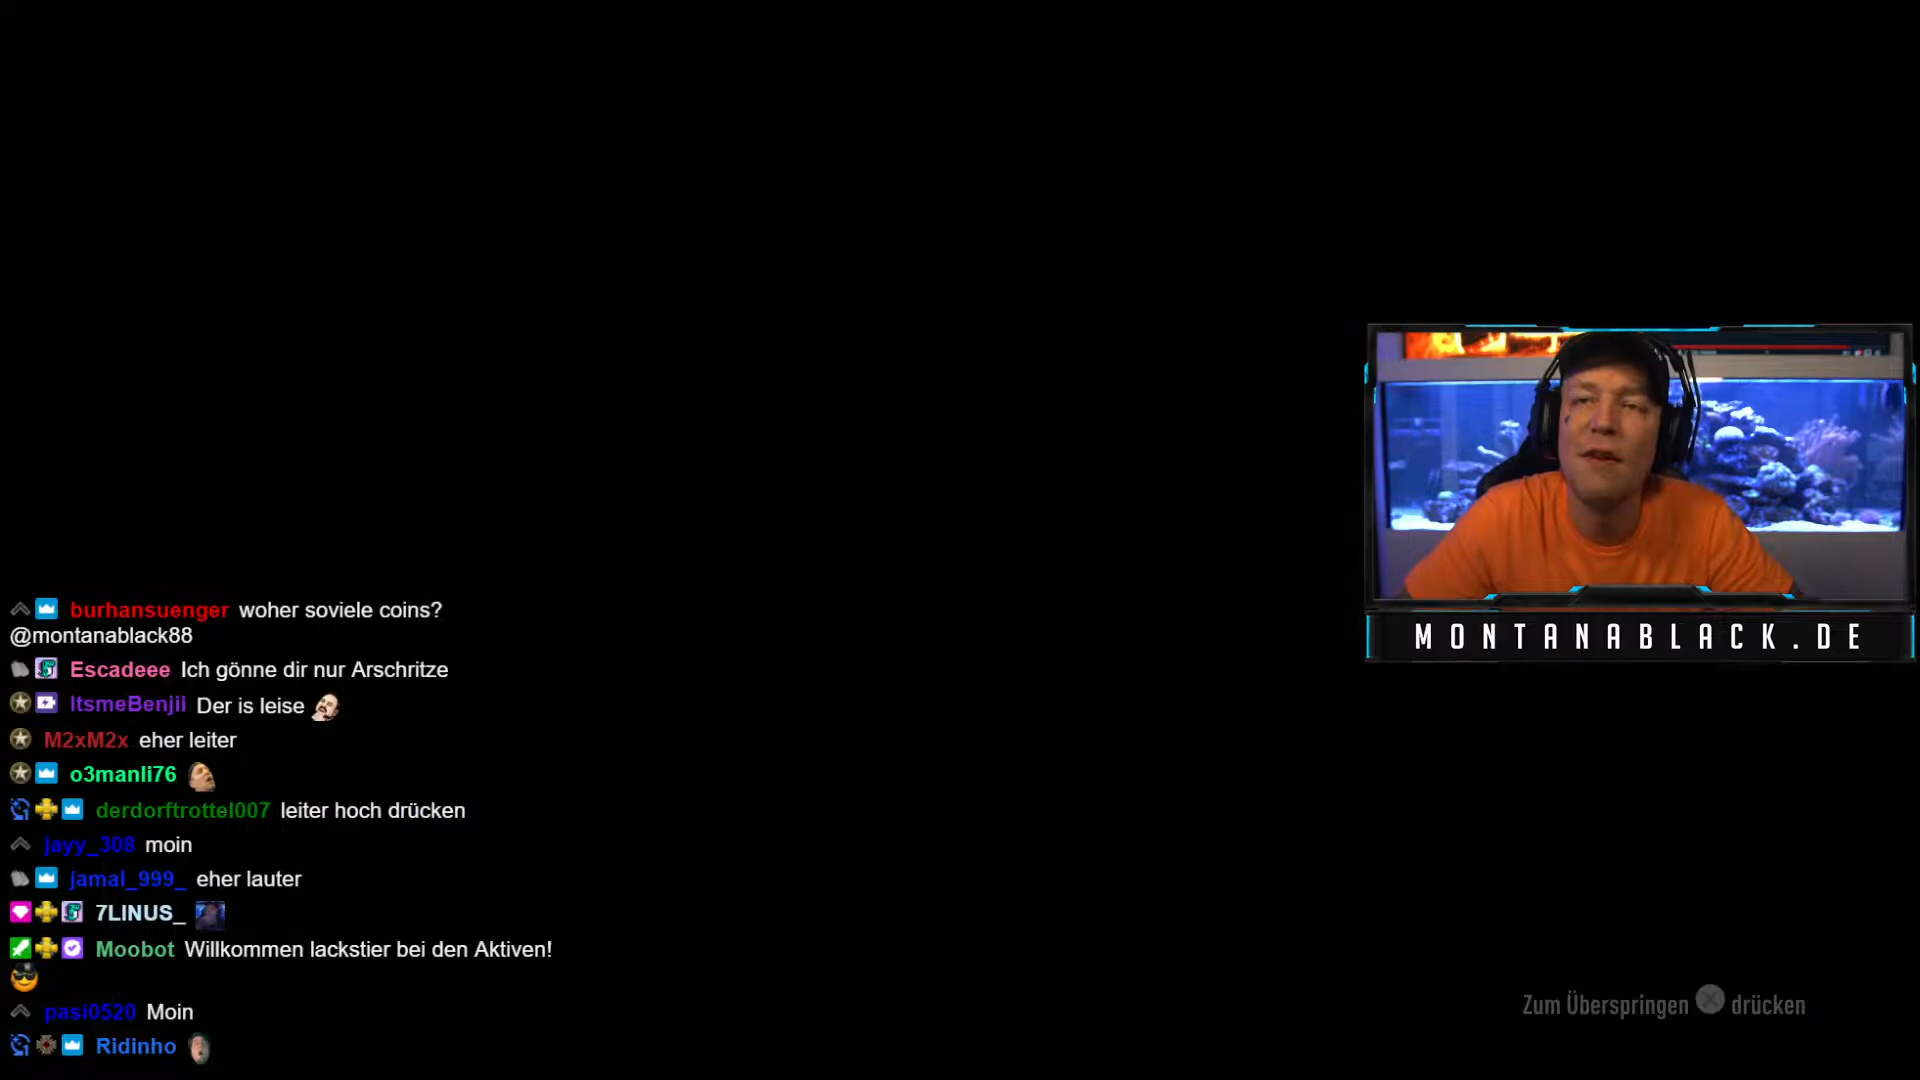 burhansuenger woher soviele coins?
@montanablack88
Escadeee Ich gönne dir nur Arschritze
ItsmeBenjii Der is leise
M2xM2x eher leiter
o3manli76
derdorftrottel007 leiter hoch drücken
jayy_308 moin
jamal_999_ eher lauter
7LINUS_
Moobot Willkommen lackstier bei den Aktiven!
pasi0520 Moin
Ridinho
MONTANABLACK.DE
Zum Überspringen drücken